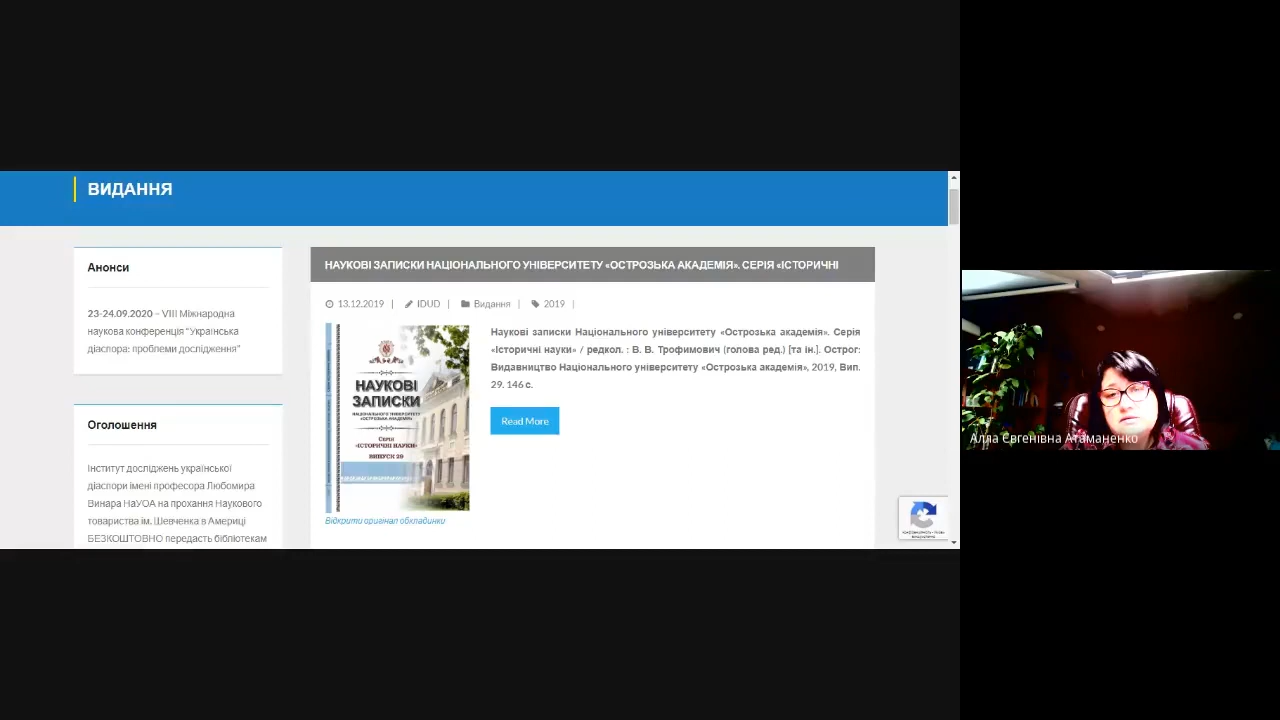 ВИДАННЯ
Анонси
23-24.09.2020 – VIII Міжнародна
наукова конференція "Українська
діаспора: проблеми дослідження"
Оголошення
Інститут досліджень української
діаспори імені професора Любомира
Винара НаУОА на прохання Наукового
товариства ім. Шевченка в Америці
БЕЗКОШТОВНО передасть
НАУКОВІ ЗАПИСКИ НАЦІОНАЛЬНОГО УНІВЕРСИТЕТУ «ОСТРОЗЬКА АКАДЕМІЯ». СЕРІЯ «ІСТОРИЧНІ
13.12.2019 | IDUD | Видання | 2019 |
НАУКОВІ
ЗАПИСКИ
НАЦІОНАЛЬНОГО УНІВЕРСИТЕТУ
«ОСТРОЗЬКА АКАДЕМІЯ»
Серія
«ІСТОРИЧНІ НАУКИ»
ВИПУСК 29
Відкрити оригінал обкладинки
Наукові записки Національного університету «Острозька академія». Серія
«Історичні науки» / редкол. : В. В. Трофимович (голова ред.) [та ін.]. Острог:
Видавництво Національного університету «Острозька академія», 2019, Вип.
29. 146 с.
Read More
Алла Євгенівна Атаманенко